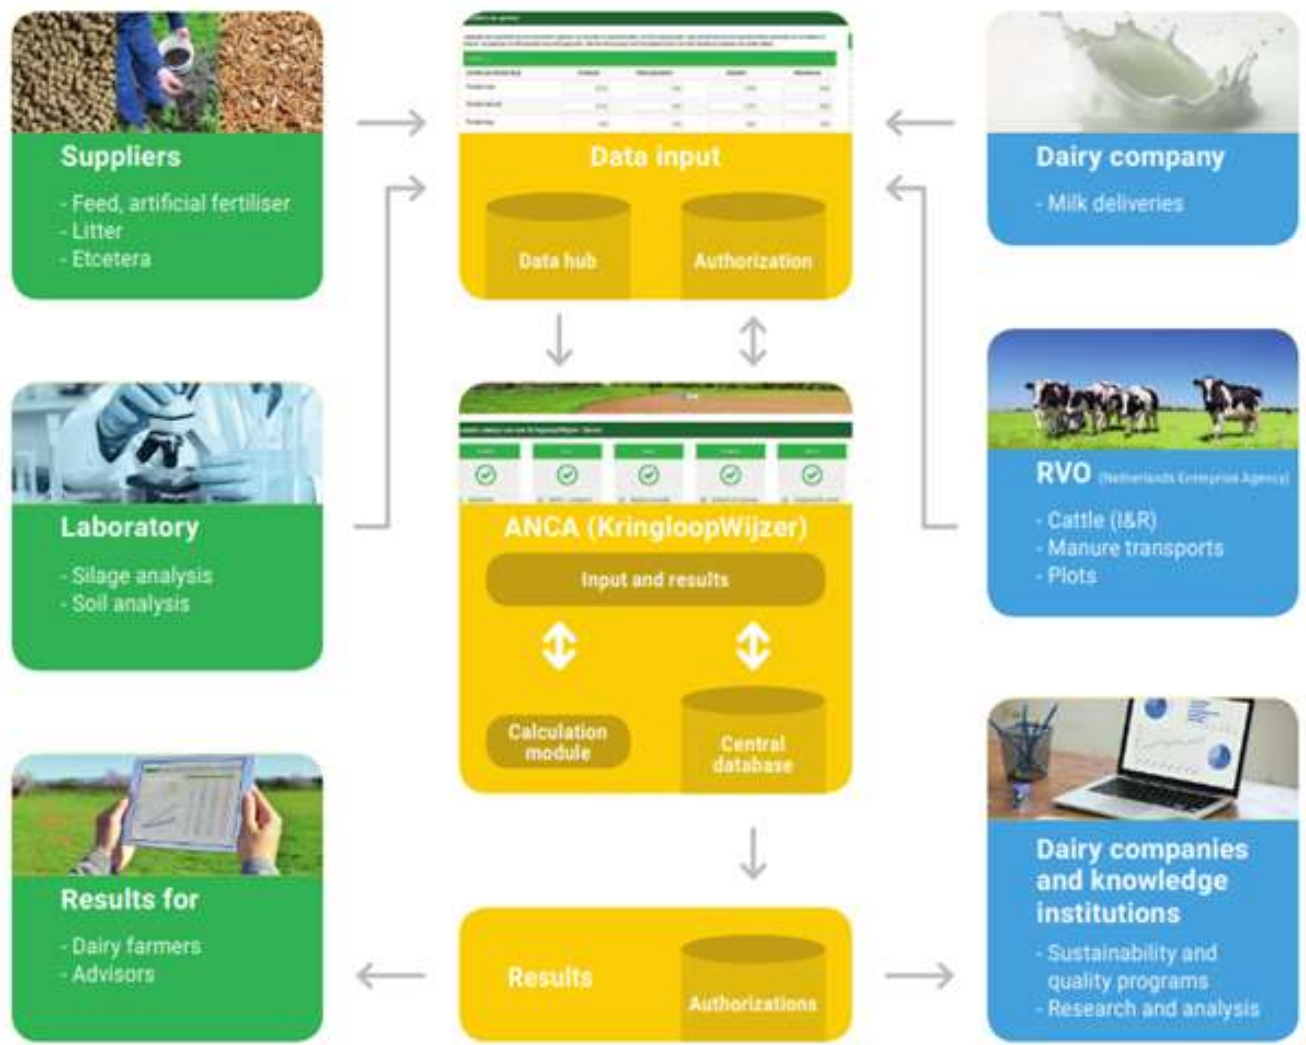 Suppliers
- Feed, artificial fertiliser
- Litter
- Etcetera
Data input
Data hub
Authorization
Dairy company
- Milk deliveries
Laboratory
- Silage analysis
- Soil analysis
ANCA (KringloopWijzer)
Input and results
Calculation
module
Central
database
RVO (Netherlands Enterprise Agency)
- Cattle (I&R)
- Manure transports
- Plots
Results for
- Dairy farmers
- Advisors
Results
Authorizations
Dairy companies
and knowledge
institutions
- Sustainability and
quality programs
- Research and analysis